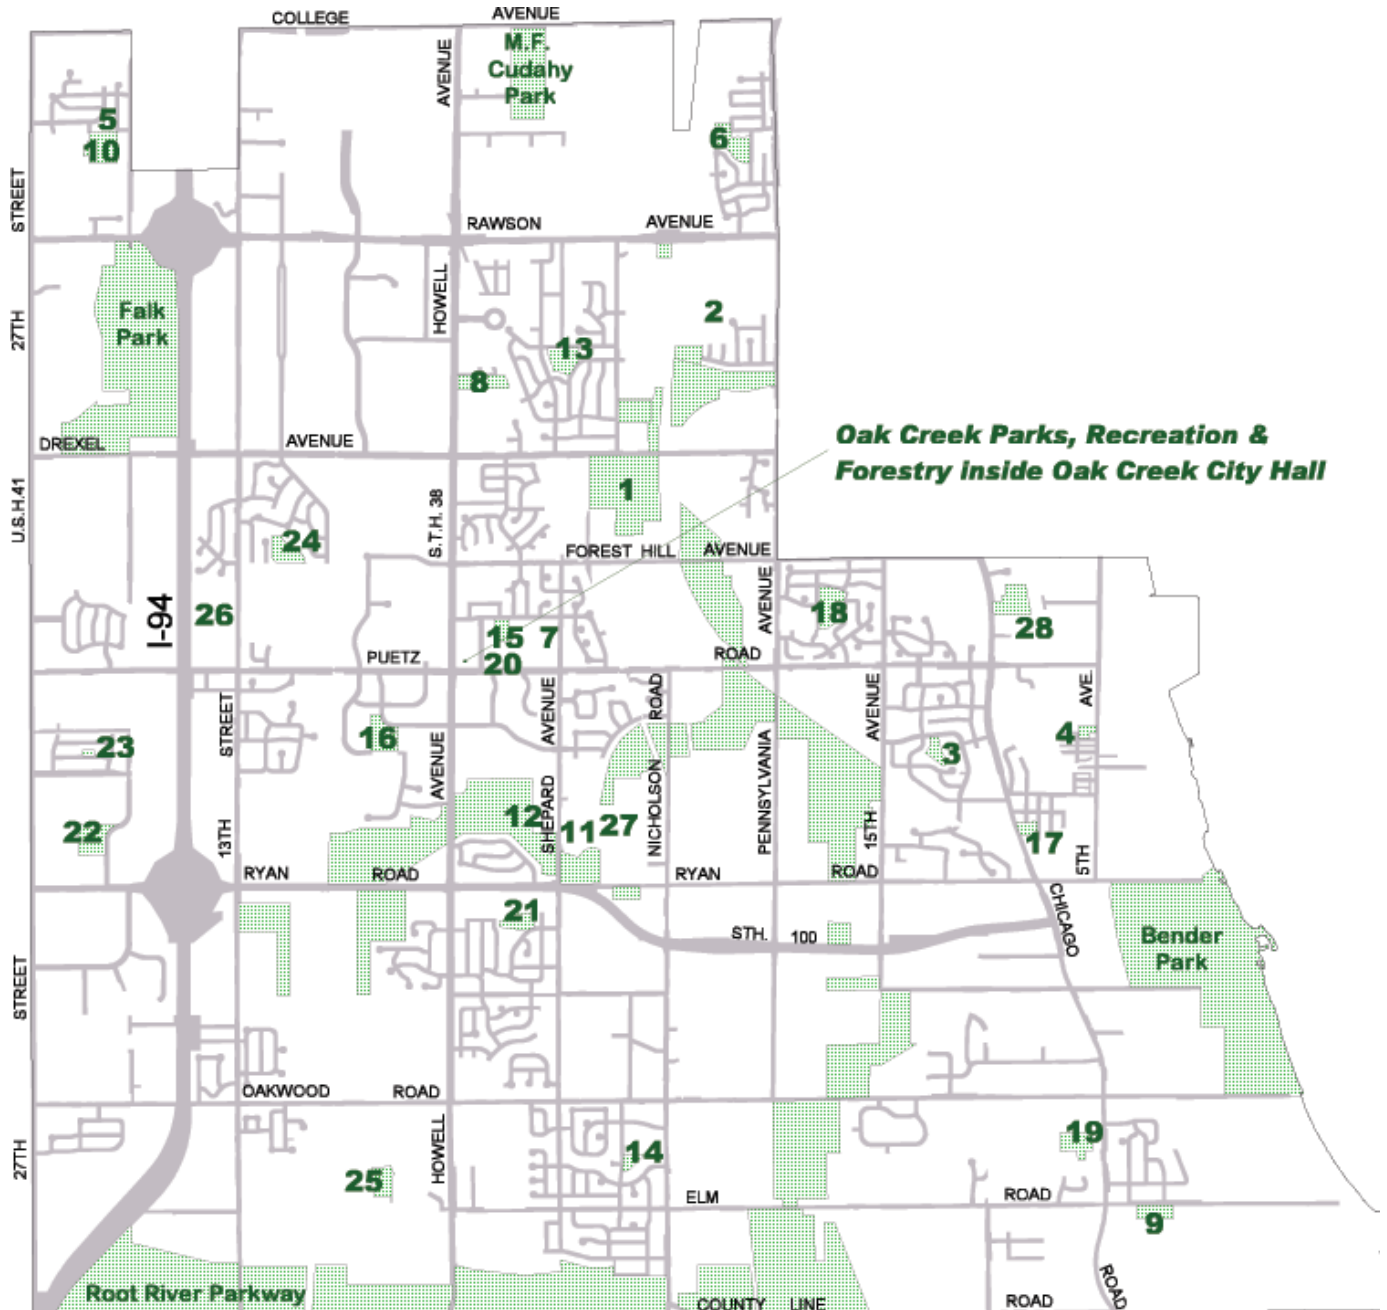 COLLEGE
AVENUE
M.F.
Cudahy
Park
AVENUE
5
10
6
STREET
RAWSON
AVENUE
HOWELL
Falk
Park
27TH
2
13
8
DREXEL
AVENUE
Oak Creek Parks, Recreation &
Forestry inside Oak Creek City Hall
U.S.H.41
S.T.H. 38
1
24
FOREST HILL
AVENUE
I-94
26
AVENUE
18
28
15
7
20
PUETZ
ROAD
STREET
AVENUE
ROAD
AVENUE
AVE.
23
16
4
3
AVENUE
SHEPARD
NICHOLSON
PENNSYLVANIA
22
13TH
12
11
27
15TH
17
5TH
RYAN
ROAD
RYAN
ROAD
CHICAGO
21
STH.
100
Bender
Park
STREET
OAKWOOD
ROAD
27TH
HOWELL
14
19
25
ELM
ROAD
9
Root River Parkway
COUNTY
LINE
ROAD
ROAD